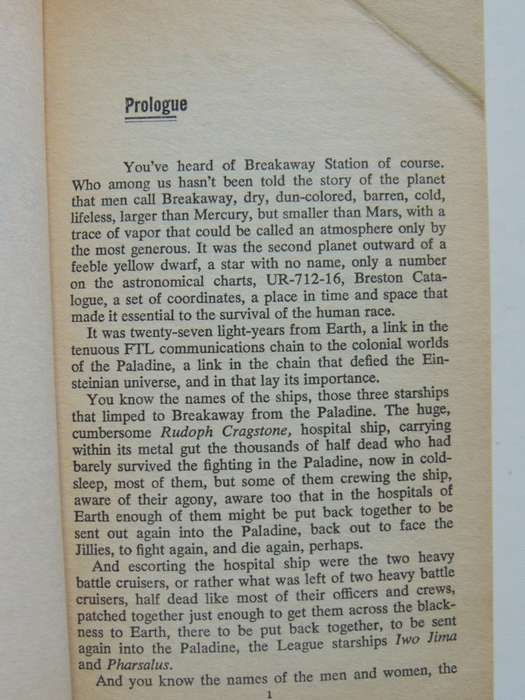 Prologue
You've heard of Breakaway Station of course.
Who among us hasn't been told the story of the planet
that men call Breakaway, dry, dun-colored, barren, cold,
lifeless, larger than Mercury, but smaller than Mars, with a
trace of vapor that could be called an atmosphere only by
the most generous. It was the second planet outward of a
feeble yellow dwarf, a star with no name, only a number
on the astronomical charts, UR-712-16, Breston Cata-
logue, a set of coordinates, a place in time and space that
made it essential to the survival of the human race.
It was twenty-seven light-years from Earth, a link in the
tenuous FTL communications chain to the colonial worlds
of the Paladine, a link in the chain that defied the Ein-
steinian universe, and in that lay its importance.
You know the names of the ships, those three starships
that limped to Breakaway from the Paladine. The huge,
cumbersome Rudoph Cragstone, hospital ship, carrying
within its metal gut the thousands of half dead who had
barely survived the fighting in the Paladine, now in cold-
sleep, most of them, but some of them crewing the ship,
aware of their agony, aware too that in the hospitals of
Earth enough of them might be put back together to be
sent out again into the Paladine, back out to face the
Jillies, to fight again, and die again, perhaps.
And escorting the hospital ship were the two heavy
battle cruisers, or rather what was left of two heavy battle
cruisers, half dead like most of their officers and crews,
patched together just enough to get them across the black-
ness to Earth, there to be put back together, to be sent
again into the Paladine, the League starships Iwo Jima
and Pharsalus.
And you know the names of the men and women, the
1